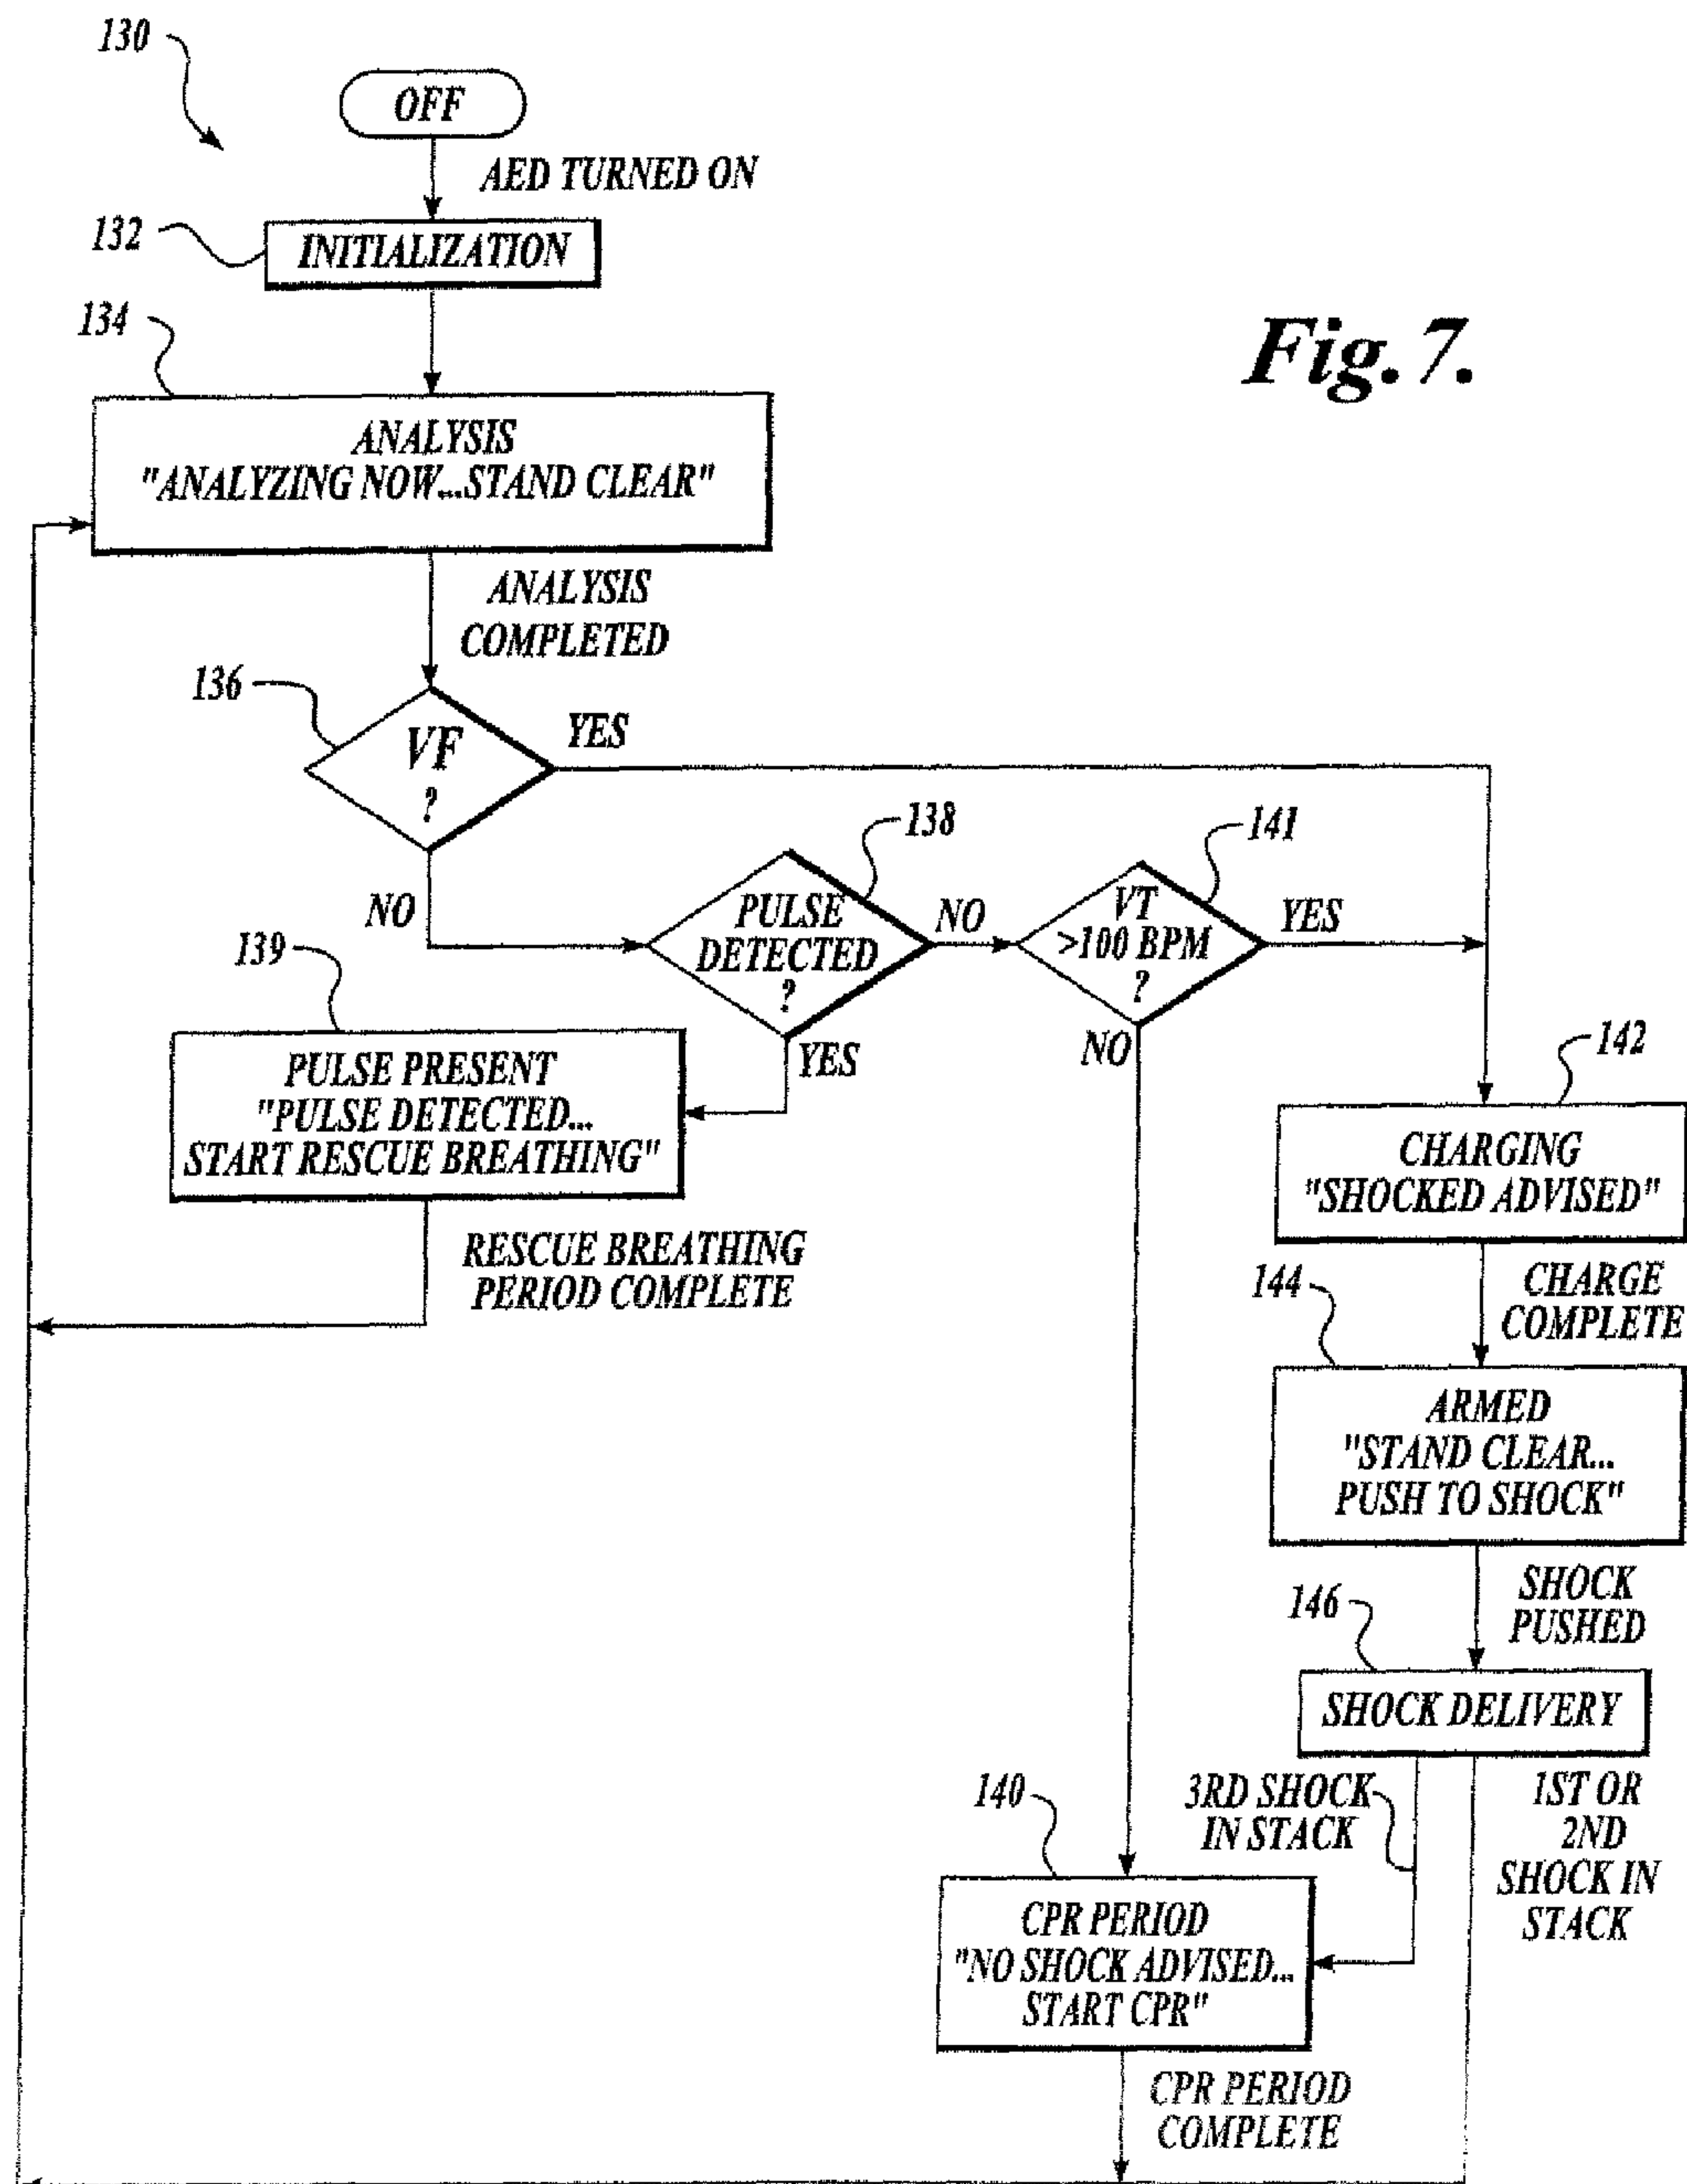 130
OFF
AED TURNED ON
132
INITIALIZATION
Fig. 7.
134
ANALYSIS
"ANALYZING NOW...STAND CLEAR"
ANALYSIS
COMPLETED
136
VF
?
YES
NO
138
PULSE
DETECTED
?
NO
YES
141
VT
>100 BPM
?
YES
NO
139
PULSE PRESENT
"PULSE DETECTED...
START RESCUE BREATHING"
RESCUE BREATHING
PERIOD COMPLETE
142
CHARGING
"SHOCKED ADVISED"
CHARGE
COMPLETE
144
ARMED
"STAND CLEAR...
PUSH TO SHOCK"
SHOCK
PUSHED
146
SHOCK DELIVERY
3RD SHOCK
IN STACK
1ST OR
2ND
SHOCK IN
STACK
140
CPR PERIOD
"NO SHOCK ADVISED...
START CPR"
CPR PERIOD
COMPLETE